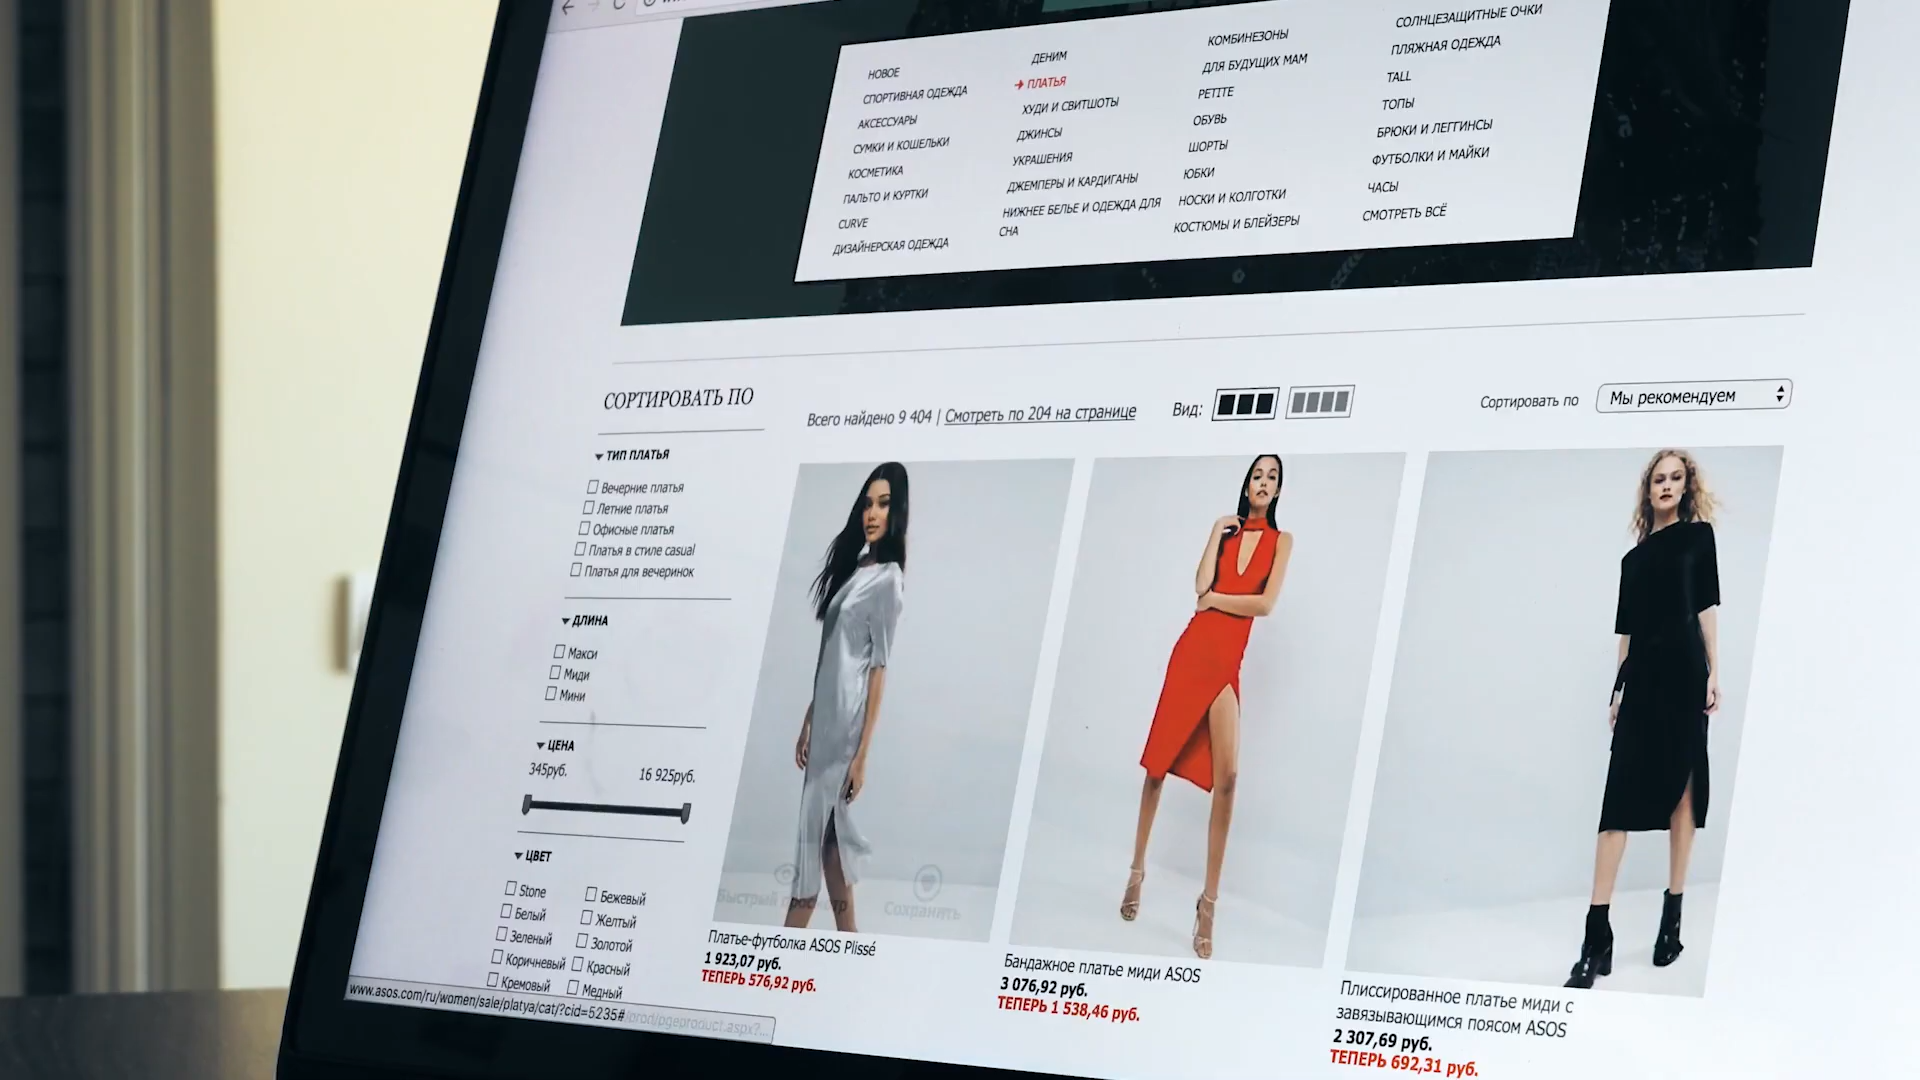 НОВОЕ
СПОРТИВНАЯ ОДЕЖДА
АКСЕССУАРЫ
СУМКИ И КОШЕЛЬКИ
КОСМЕТИКА
ПАЛЬТО И КУРТКИ
CURVE
ДИЗАЙНЕРСКАЯ ОДЕЖДА
ДЕНИМ
ПЛАТЬЯ
ХУДИ И СВИТШОТЫ
ДЖИНСЫ
УКРАШЕНИЯ
ДЖЕМПЕРЫ И КАРДИГАНЫ
НИЖНЕЕ БЕЛЬЕ И ОДЕЖДА ДЛЯ
СНА
КОМБИНЕЗОНЫ
ДЛЯ БУДУЩИХ МАМ
PETITE
ОБУВЬ
ШОРТЫ
ЮБКИ
НОСКИ И КОЛГОТКИ
КОСТЮМЫ И БЛЕЙЗЕРЫ
СОЛНЦЕЗАЩИТНЫЕ ОЧКИ
ПЛЯЖНАЯ ОДЕЖДА
TALL
ТОПЫ
БРЮКИ И ЛЕГГИНСЫ
ФУТБОЛКИ И МАЙКИ
ЧАСЫ
СМОТРЕТЬ ВСЁ
СОРТИРОВАТЬ ПО
Всего найдено 9 404 | Смотреть по 204 на странице
Вид:
Сортировать по
Мы рекомендуем
ТИП ПЛАТЬЯ
Вечерние платья
Летние платья
Офисные платья
Платья в стиле casual
Платья для вечеринок
ДЛИНА
Макси
Миди
Мини
ЦЕНА
345руб. 16 925руб.
ЦВЕТ
Stone
Белый
Зеленый
Коричневый
Кремовый
Бежевый
Желтый
Золотой
Красный
Медный
Быстрый просмотр
Сохранить
Платье-футболка ASOS Plissé
1 923,07 руб.
ТЕПЕРЬ 576,92 руб.
Бандажное платье миди ASOS
3 076,92 руб.
ТЕПЕРЬ 1 538,46 руб.
Плиссированное платье миди с
завязывающимся поясом ASOS
2 307,69 руб.
ТЕПЕРЬ 692,31 руб.
www.asos.com/ru/women/sale/platya/cat/?cid=5235#
/prod/pgeproduct.aspx?...